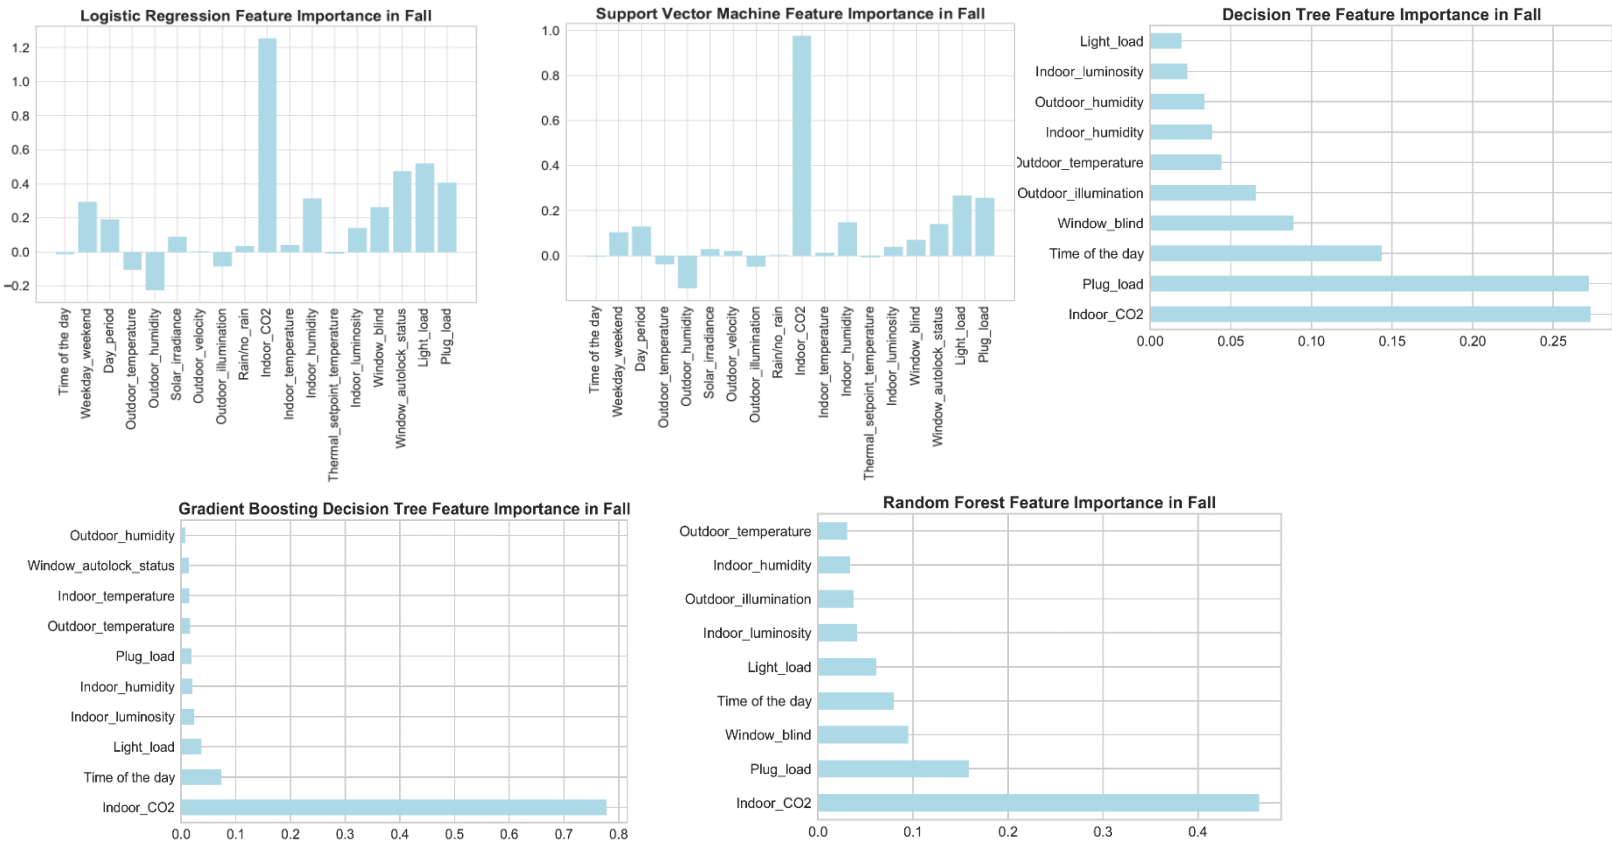 Logistic Regression Feature Importance in Fall
1.2
1.0
0.8
0.6
0.4
0.2
0.0
−0.2
Time of the day
Weekday_weekend
Day_period
Outdoor_temperature
Outdoor_humidity
Solar_irradiance
Outdoor_velocity
Outdoor_illumination
Rain/no_rain
Indoor_CO2
Indoor_temperature
Indoor_humidity
Thermal_setpoint_temperature
Indoor_luminosity
Window_blind
Window_autolock_status
Light_load
Plug_load
Support Vector Machine Feature Importance in Fall
1.0
0.8
0.6
0.4
0.2
0.0
Time of the day
Weekday_weekend
Day_period
Outdoor_temperature
Outdoor_humidity
Solar_irradiance
Outdoor_velocity
Outdoor_illumination
Rain/no_rain
Indoor_CO2
Indoor_temperature
Indoor_humidity
Thermal_setpoint_temperature
Indoor_luminosity
Window_blind
Window_autolock_status
Light_load
Plug_load
Decision Tree Feature Importance in Fall
Light_load
Indoor_luminosity
Outdoor_humidity
Indoor_humidity
Outdoor_temperature
Outdoor_illumination
Window_blind
Time of the day
Plug_load
Indoor_CO2
0.00 0.05 0.10 0.15 0.20 0.25
Gradient Boosting Decision Tree Feature Importance in Fall
Outdoor_humidity
Window_autolock_status
Indoor_temperature
Outdoor_temperature
Plug_load
Indoor_humidity
Indoor_luminosity
Light_load
Time of the day
Indoor_CO2
0.0 0.1 0.2 0.3 0.4 0.5 0.6 0.7 0.8
Random Forest Feature Importance in Fall
Outdoor_temperature
Indoor_humidity
Outdoor_illumination
Indoor_luminosity
Light_load
Time of the day
Window_blind
Plug_load
Indoor_CO2
0.0 0.1 0.2 0.3 0.4